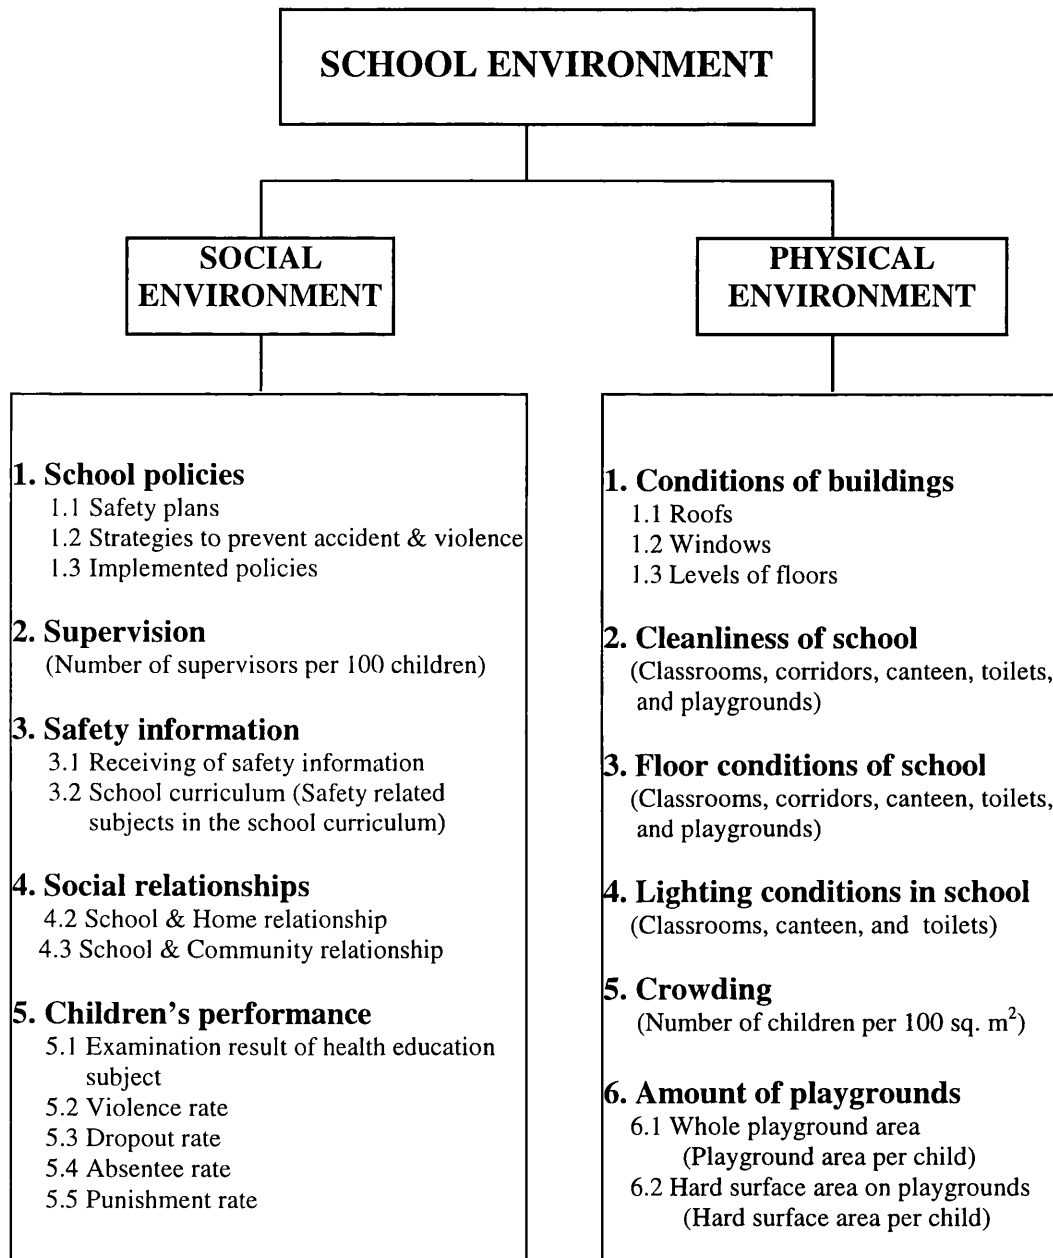 SCHOOL ENVIRONMENT
SOCIAL
ENVIRONMENT
1. School policies
1.1 Safety plans
1.2 Strategies to prevent accident & violence
1.3 Implemented policies
2. Supervision
(Number of supervisors per 100 children)
3. Safety information
3.1 Receiving of safety information
3.2 School curriculum (Safety related
subjects in the school curriculum)
4. Social relationships
4.2 School & Home relationship
4.3 School & Community relationship
5. Children's performance
5.1 Examination result of health education
subject
5.2 Violence rate
5.3 Dropout rate
5.4 Absentee rate
5.5 Punishment rate
PHYSICAL
ENVIRONMENT
1. Conditions of buildings
1.1 Roofs
1.2 Windows
1.3 Levels of floors
2. Cleanliness of school
(Classrooms, corridors, canteen, toilets,
and playgrounds)
3. Floor conditions of school
(Classrooms, corridors, canteen, toilets,
and playgrounds)
4. Lighting conditions in school
(Classrooms, canteen, and toilets)
5. Crowding
(Number of children per 100 sq. m²)
6. Amount of playgrounds
6.1 Whole playground area
(Playground area per child)
6.2 Hard surface area on playgrounds
(Hard surface area per child)